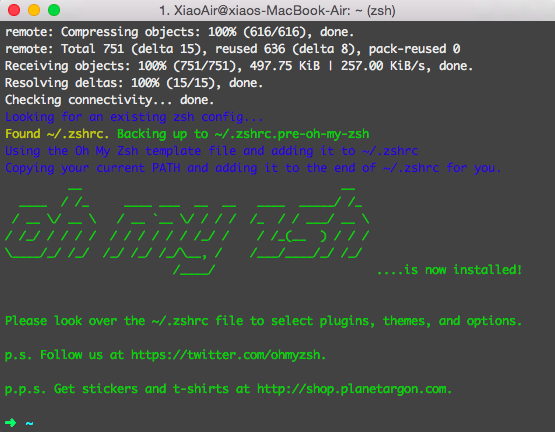 1. XiaoAir@xiaos-MacBook-Air: ~ (zsh)
remote: Compressing objects: 100% (616/616), done.
remote: Total 751 (delta 15), reused 636 (delta 8), pack-reused 0
Receiving objects: 100% (751/751), 497.75 KiB | 257.00 KiB/s, done.
Resolving deltas: 100% (15/15), done.
Checking connectivity... done.
Looking for an existing zsh config...
Found ~/.zshrc. Backing up to ~/.zshrc.pre-oh-my-zsh
Using the Oh My Zsh template file and adding it to ~/.zshrc
Copying your current PATH and adding it to the end of ~/.zshrc for you.
oh my zsh
....is now installed!
Please look over the ~/.zshrc file to select plugins, themes, and options.
p.s. Follow us at https://twitter.com/ohmyzsh.
p.p.s. Get stickers and t-shirts at http://shop.planetargon.com.
➜ ~